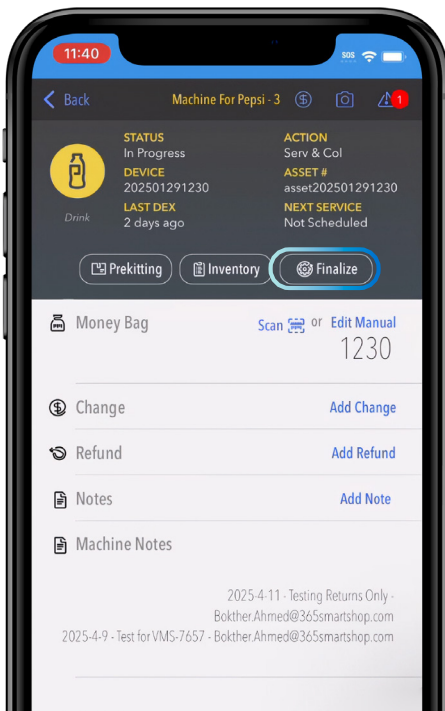 11:40
SOS
Back
Machine For Pepsi - 3
1
STATUS
In Progress
ACTION
Serv & Col
DEVICE
202501291230
ASSET #
asset202501291230
LAST DEX
2 days ago
NEXT SERVICE
Not Scheduled
Drink
Prekitting
Inventory
Finalize
Money Bag
Scan or Edit Manual
1230
Change
Add Change
Refund
Add Refund
Notes
Add Note
Machine Notes
2025-4-11 - Testing Returns Only -
Bokther.Ahmed@365smartshop.com
2025-4-9 - Test for VMS-7657 - Bokther.Ahmed@365smartshop.com